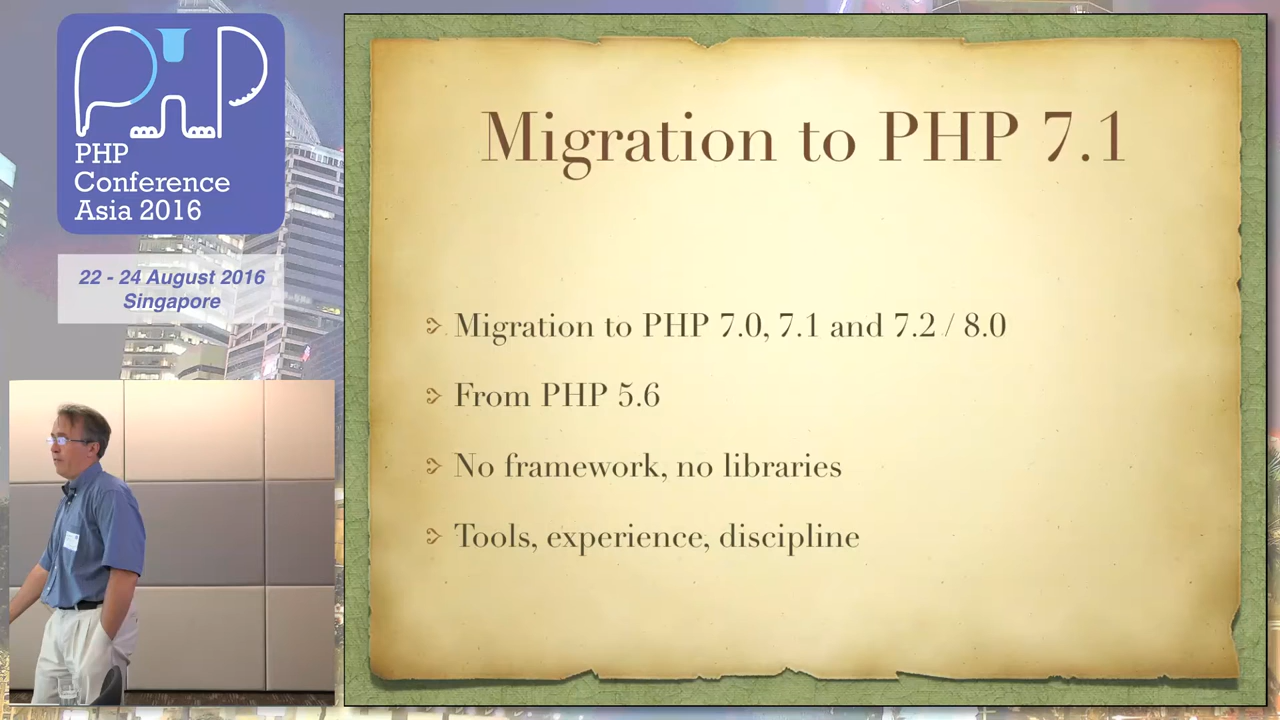 PHP
Conference
Asia 2016
22 - 24 August 2016
Singapore
Migration to PHP 7.1
Migration to PHP 7.0, 7.1 and 7.2 / 8.0
From PHP 5.6
No framework, no libraries
Tools, experience, discipline